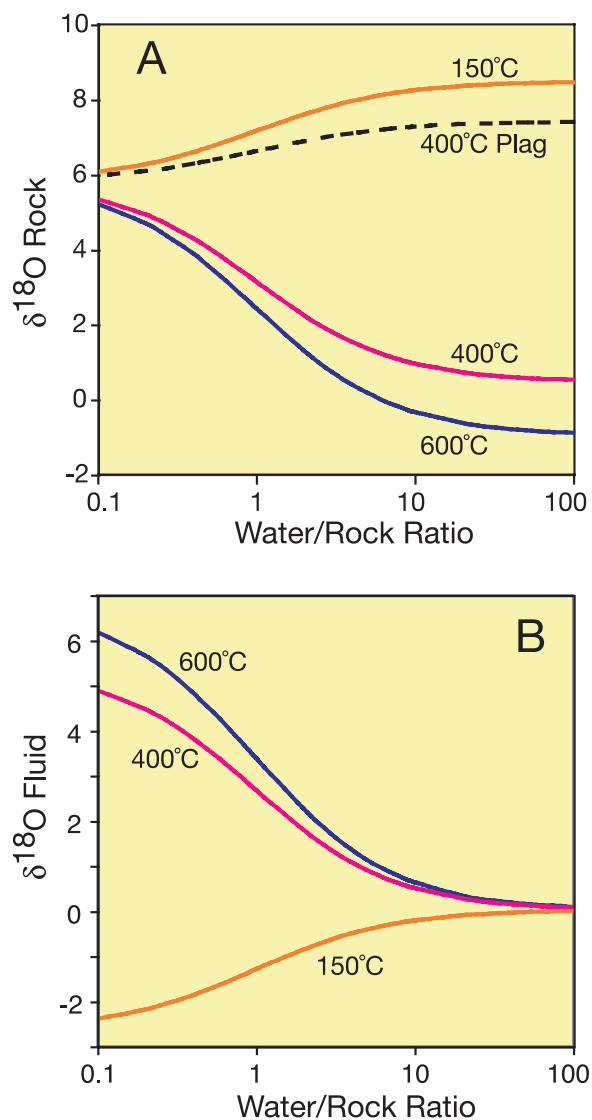 A
10
8
6
4
2
0
-2
δ18O Rock
150°C
400°C Plag
400°C
600°C
0.1 1 10 100
Water/Rock Ratio
B
6
4
2
0
-2
δ18O Fluid
600°C
400°C
150°C
0.1 1 10 100
Water/Rock Ratio